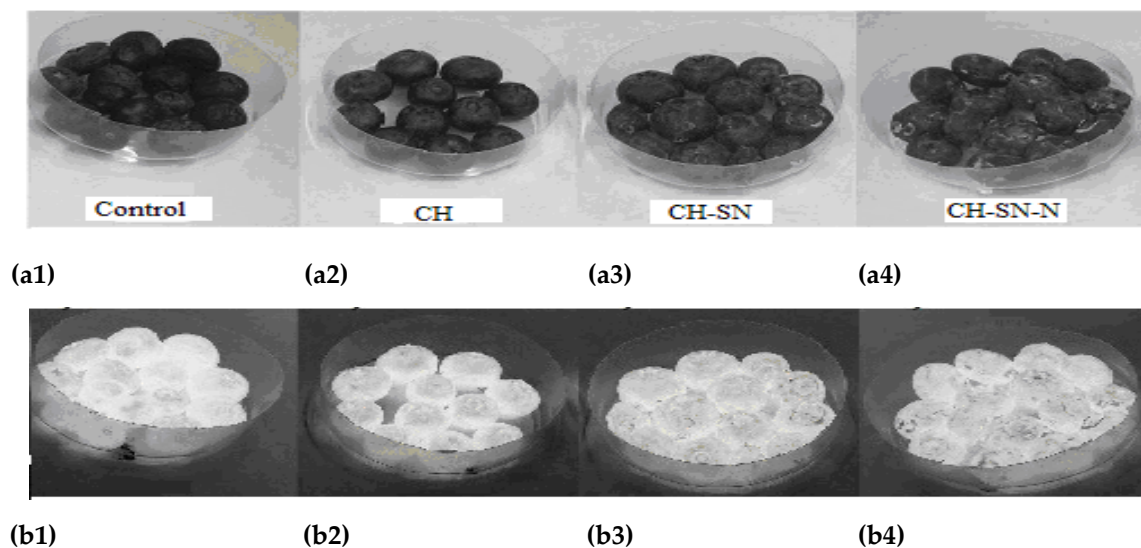 Control
CH
CH-SN
CH-SN-N
(a1)
(a2)
(a3)
(a4)
(b1)
(b2)
(b3)
(b4)